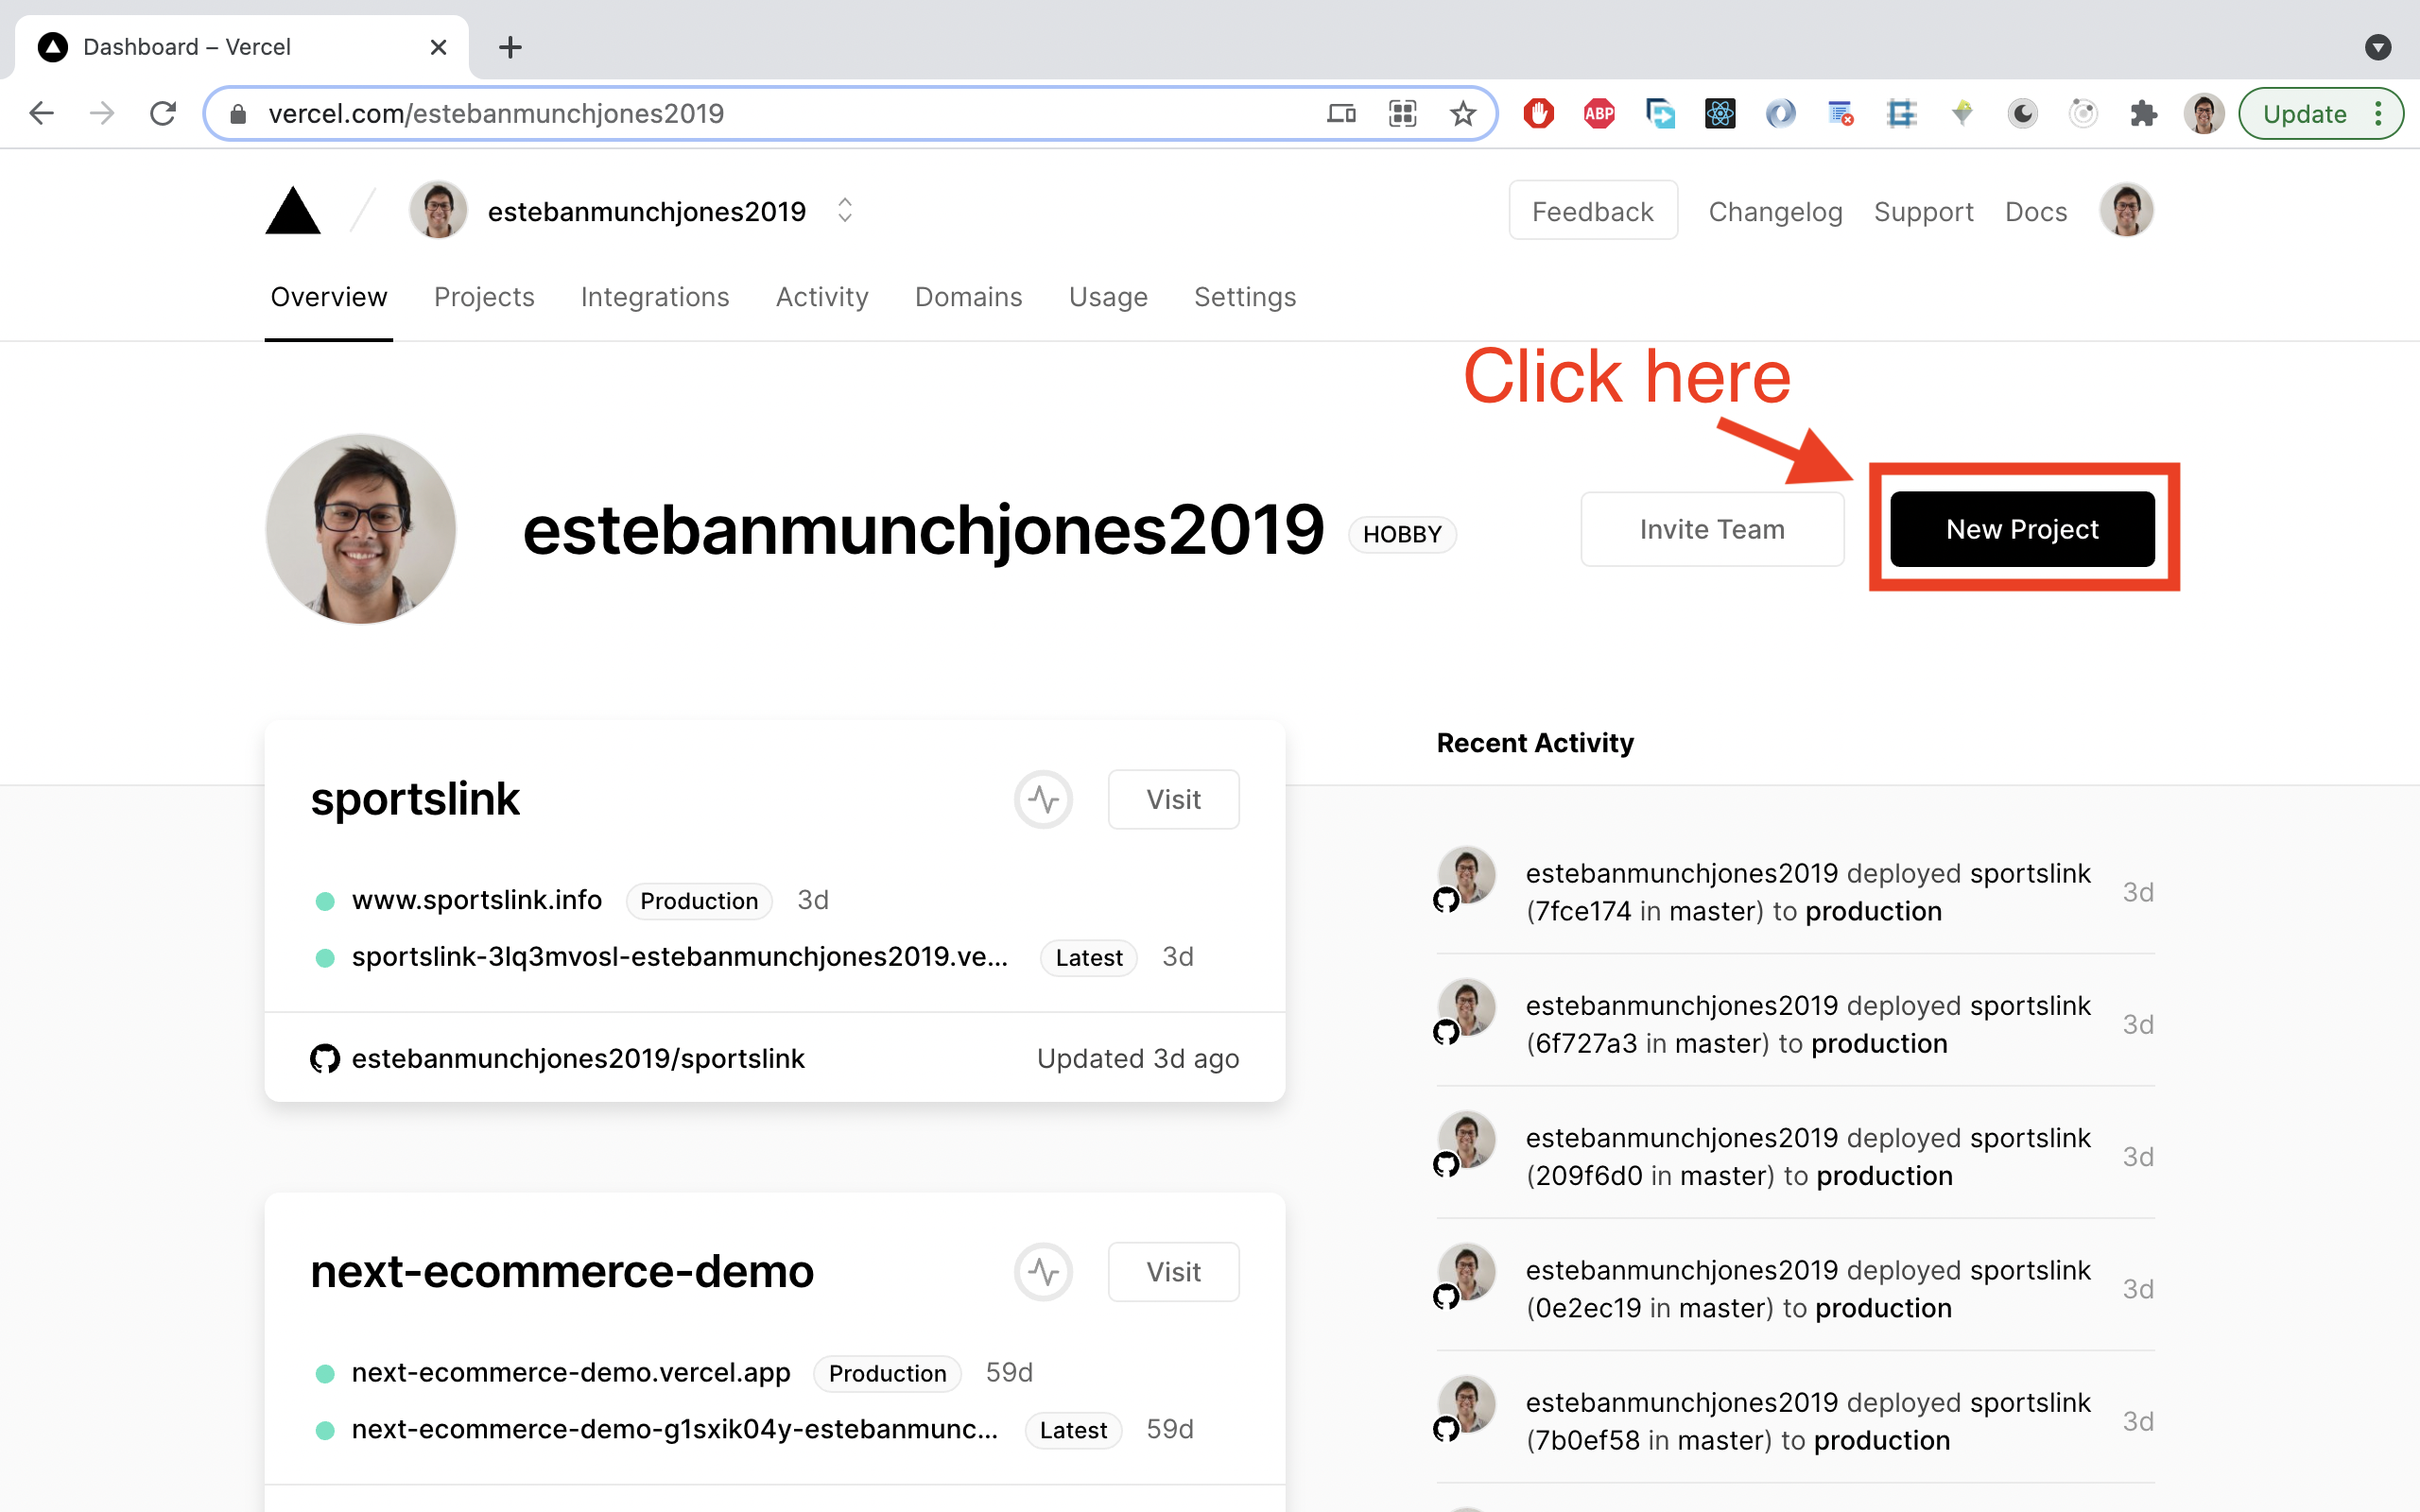 Dashboard – Vercel
vercel.com/estebanmunchjones2019
ABP
Update
estebanmunchjones2019
Feedback
Changelog
Support
Docs
Overview
Projects
Integrations
Activity
Domains
Usage
Settings
Click here
estebanmunchjones2019
HOBBY
Invite Team
New Project
sportslink
Visit
www.sportslink.info Production 3d
sportslink-3lq3mvosl-estebanmunchjones2019.ve... Latest 3d
estebanmunchjones2019/sportslink Updated 3d ago
next-ecommerce-demo
Visit
next-ecommerce-demo.vercel.app Production 59d
next-ecommerce-demo-g1sxik04y-estebanmunc... Latest 59d
Recent Activity
estebanmunchjones2019 deployed sportslink
(7fce174 in master) to production
3d
estebanmunchjones2019 deployed sportslink
(6f727a3 in master) to production
3d
estebanmunchjones2019 deployed sportslink
(209f6d0 in master) to production
3d
estebanmunchjones2019 deployed sportslink
(0e2ec19 in master) to production
3d
estebanmunchjones2019 deployed sportslink
(7b0ef58 in master) to production
3d